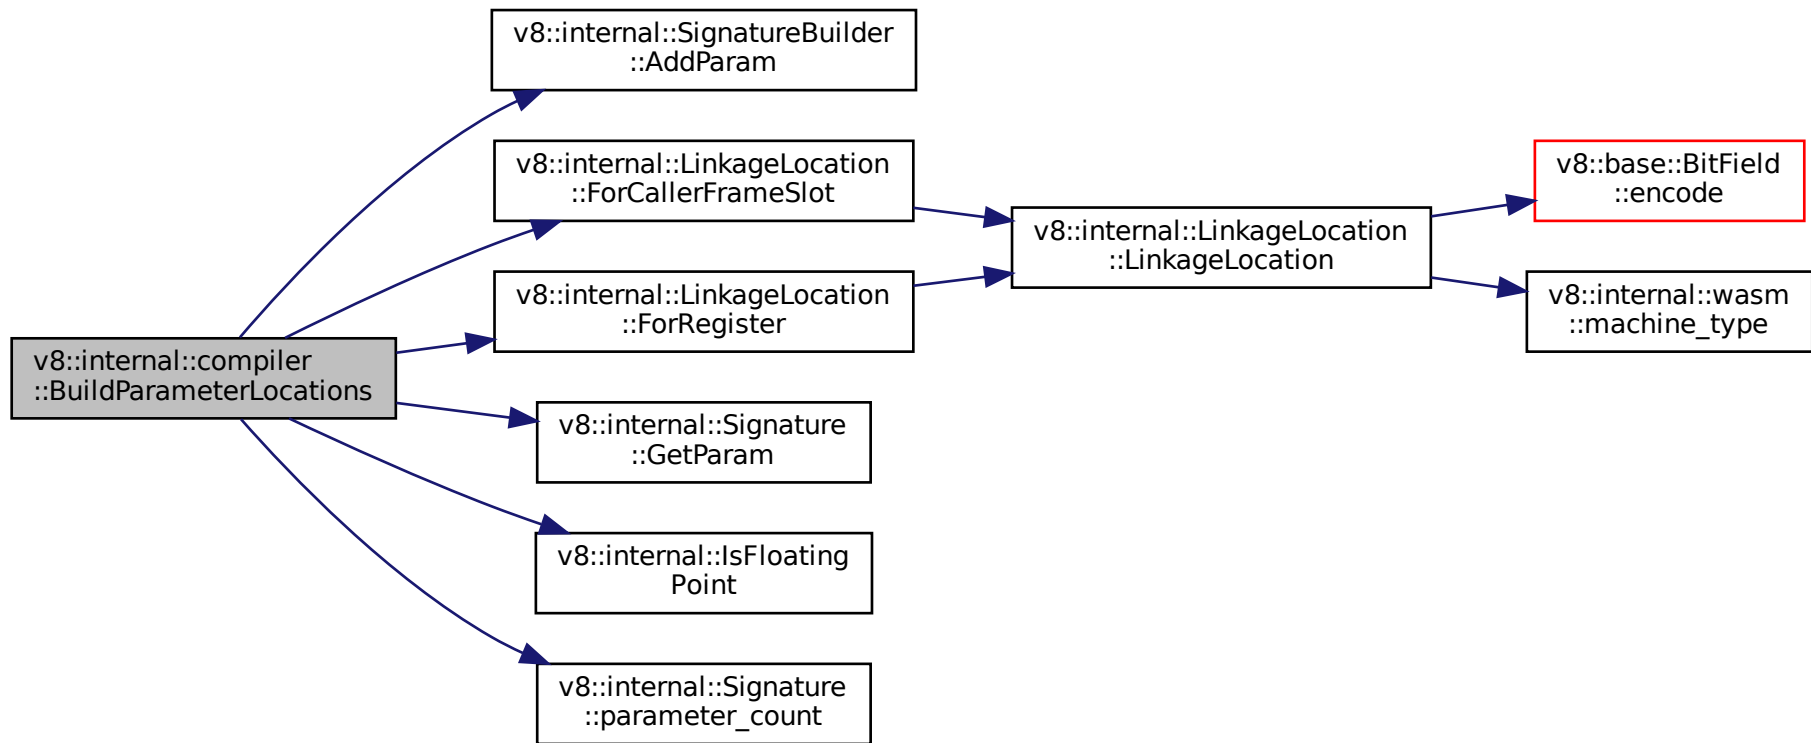 v8::internal::SignatureBuilder
::AddParam
v8::internal::LinkageLocation
::ForCallerFrameSlot
v8::base::BitField
::encode
v8::internal::LinkageLocation
::LinkageLocation
v8::internal::LinkageLocation
::ForRegister
v8::internal::wasm
::machine_type
v8::internal::compiler
::BuildParameterLocations
v8::internal::Signature
::GetParam
v8::internal::IsFloating
Point
v8::internal::Signature
::parameter_count